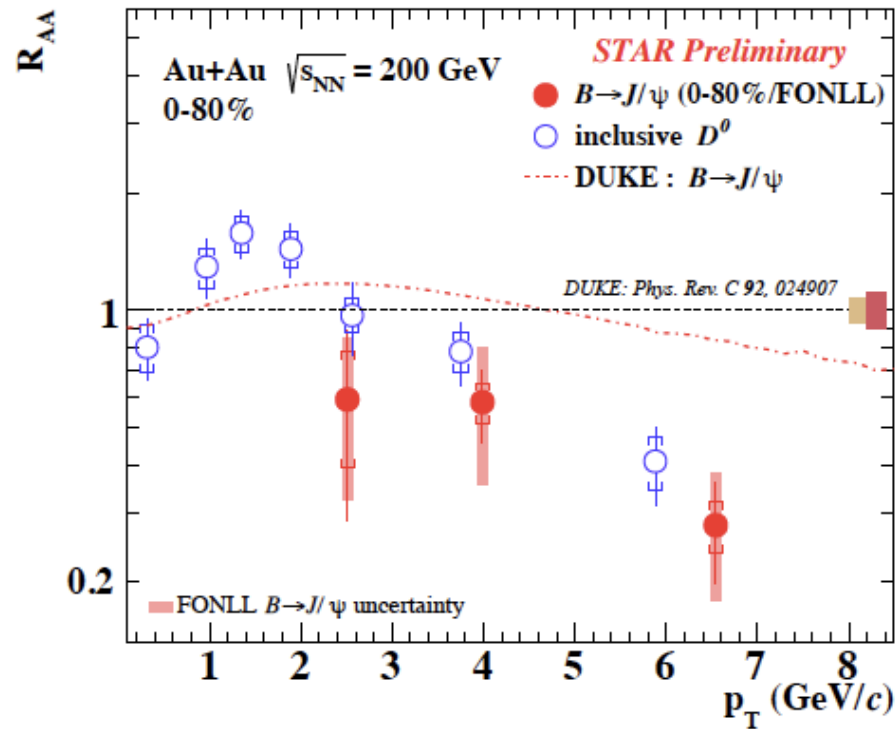 R_AA
Au+Au √s_NN = 200 GeV
0-80%
STAR Preliminary
B→J/ψ (0-80%/FONLL)
inclusive D⁰
DUKE : B→J/ψ
DUKE: Phys. Rev. C 92, 024907
1
0.2
FONLL B→J/ψ uncertainty
1 2 3 4 5 6 7 8
p_T (GeV/c)